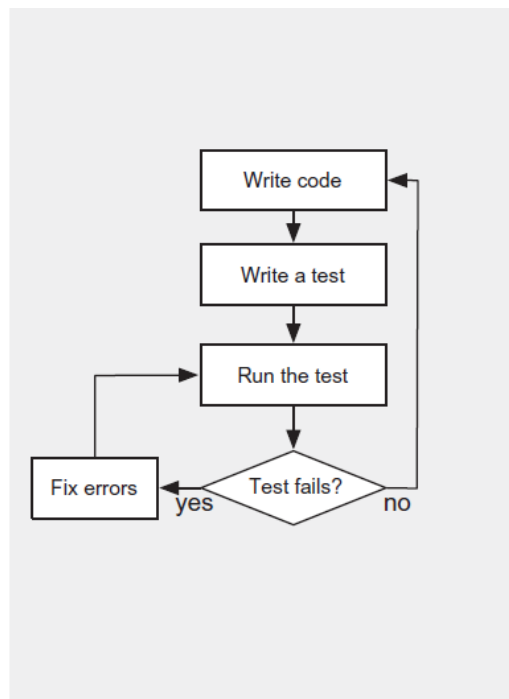 Write code
Write a test
Run the test
Test fails?
Fix errors
yes
no